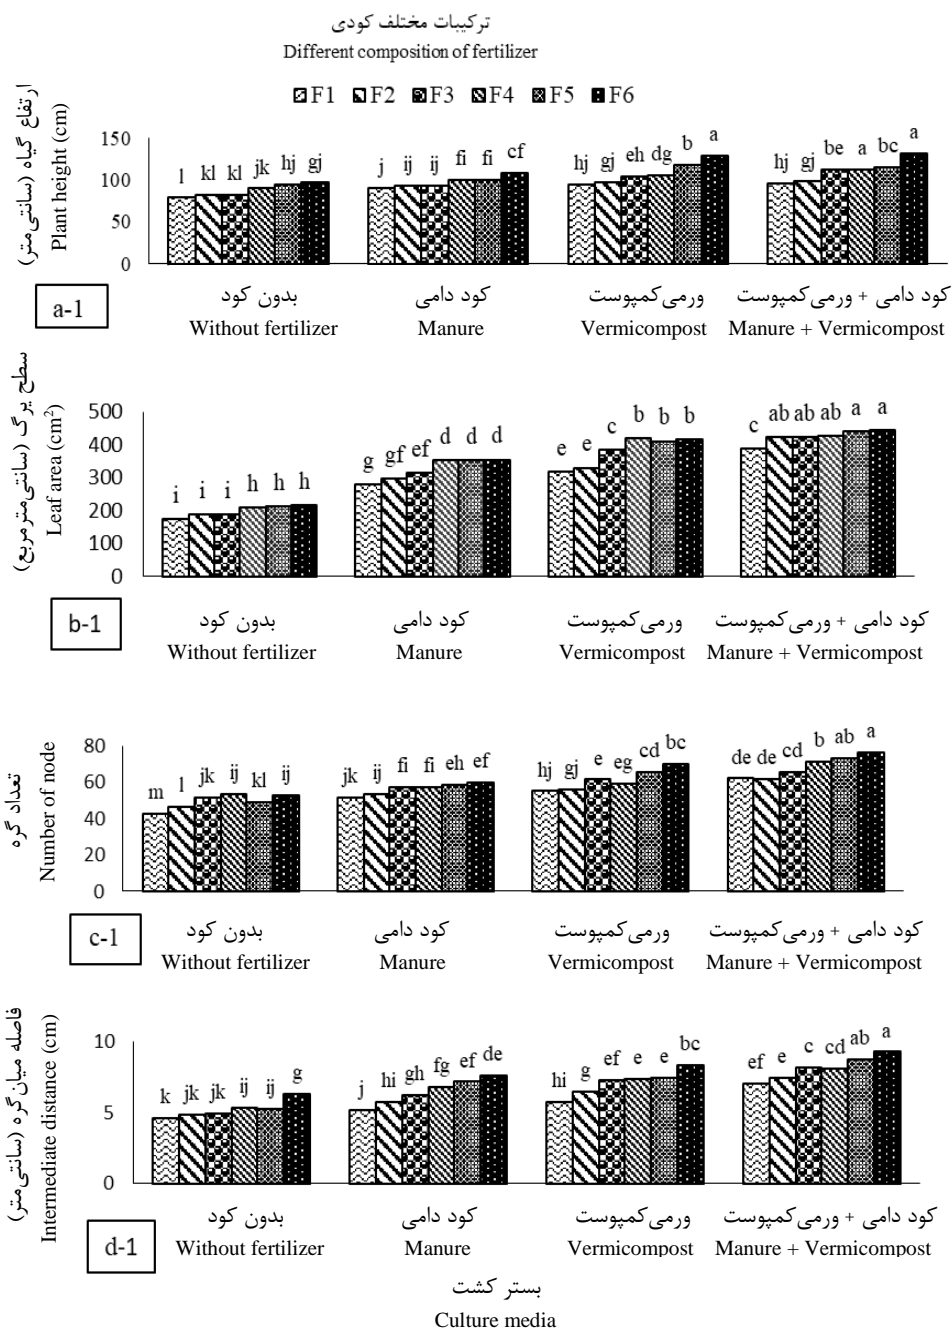 ترکیبات مختلف کودی
Different composition of fertilizer
F1 F2 F3 F4 F5 F6
ارتفاع گیاه (سانتی‌متر)
Plant height (cm)
150
100
50
0
l kl kl jk hj gj
j ij ij fi fi cf
hj gj eh dg b a
hj gj be a bc a
a-1
بدون کود
Without fertilizer
کود دامی
Manure
ورمی‌کمپوست
Vermicompost
کود دامی + ورمی‌کمپوست
Manure + Vermicompost
سطح برگ (سانتی‌مترمربع)
Leaf area (cm²)
500
400
300
200
100
0
i i i h h h
g gf ef d d d
e e c b b b
c ab ab ab a a
b-1
بدون کود
Without fertilizer
کود دامی
Manure
ورمی‌کمپوست
Vermicompost
کود دامی + ورمی‌کمپوست
Manure + Vermicompost
تعداد گره
Number of node
80
60
40
20
0
m l jk ij kl ij
jk ij fi fi eh ef
hj gj e eg cd bc
de de cd b ab a
c-1
بدون کود
Without fertilizer
کود دامی
Manure
ورمی‌کمپوست
Vermicompost
کود دامی + ورمی‌کمپوست
Manure + Vermicompost
فاصله میان گره (سانتی‌متر)
Intermediate distance (cm)
10
5
0
k jk jk ij ij g
j hi gh fg ef de
hi g ef e e bc
ef e c cd ab a
d-1
بدون کود
Without fertilizer
کود دامی
Manure
ورمی‌کمپوست
Vermicompost
کود دامی + ورمی‌کمپوست
Manure + Vermicompost
بستر کشت
Culture media